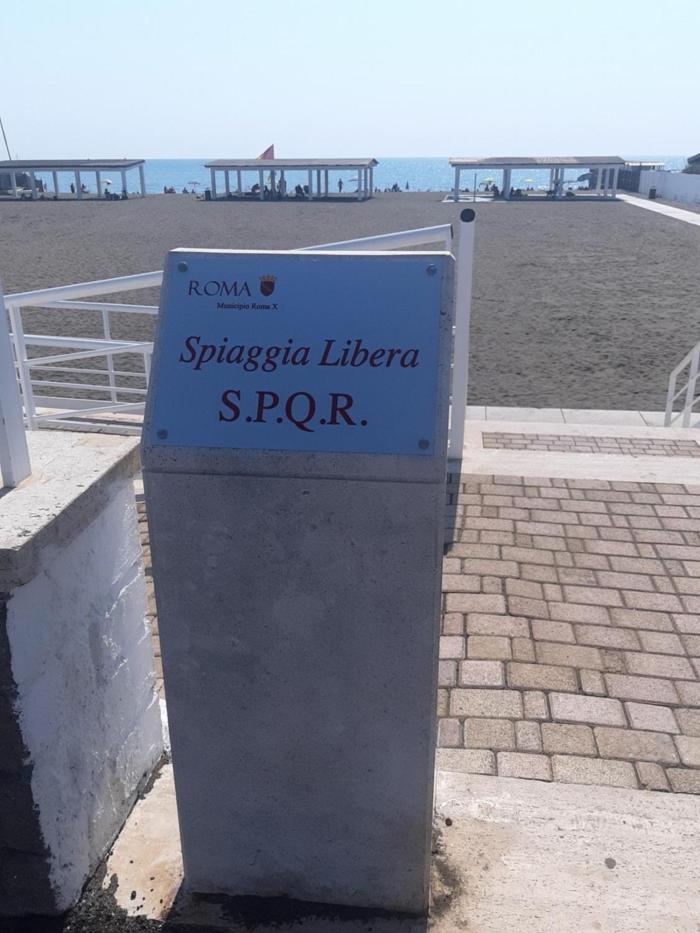 ROMA
Municipio Roma X
Spiaggia Libera
S.P.Q.R.